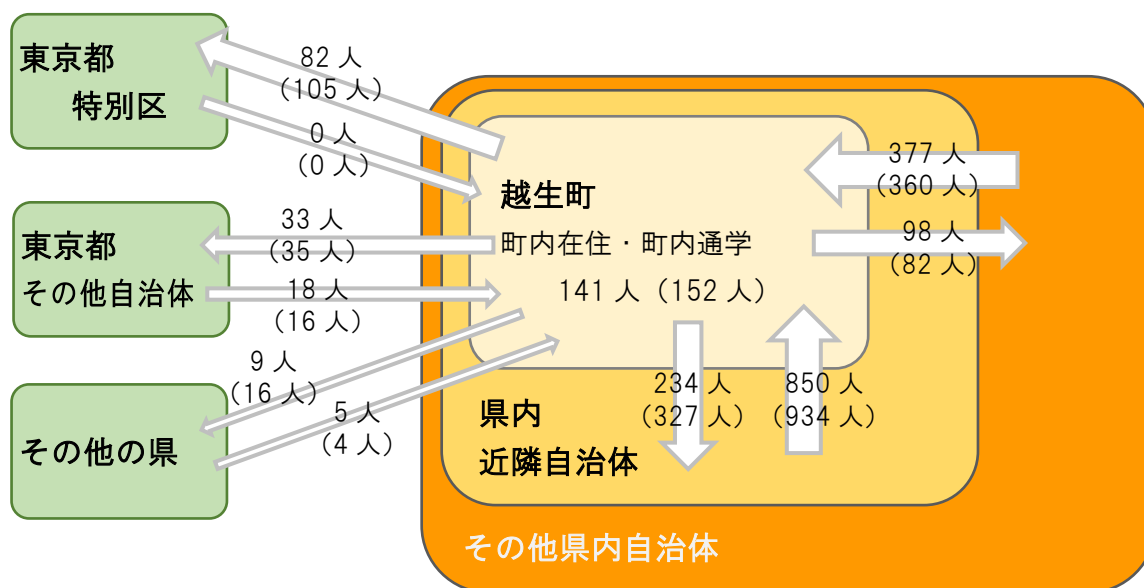 東京都
特別区
82 人
(105 人)
0 人
(0 人)
東京都
その他自治体
33 人
(35 人)
18 人
(16 人)
その他の県
9 人
(16 人)
5 人
(4 人)
越生町
町内在住・町内通学
141 人（152 人）
377 人
(360 人)
98 人
(82 人)
234 人
(327 人)
850 人
(934 人)
県内
近隣自治体
その他県内自治体